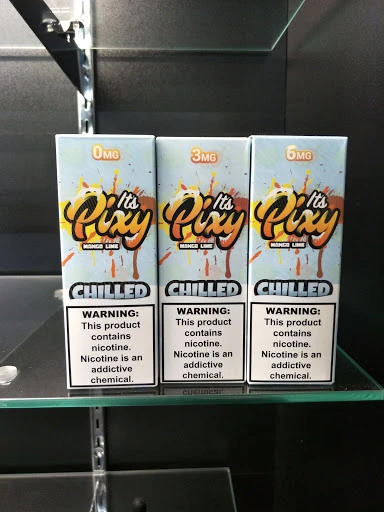 0MG
It's
Pixy
MANGO LIME
CHILLED
WARNING:
This product
contains
nicotine.
Nicotine is an
addictive
chemical.
3MG
It's
Pixy
MANGO LIME
CHILLED
WARNING:
This product
contains
nicotine.
Nicotine is an
addictive
chemical.
6MG
It's
Pixy
MANGO LIME
CHILLED
WARNING:
This product
contains
nicotine.
Nicotine is an
addictive
chemical.